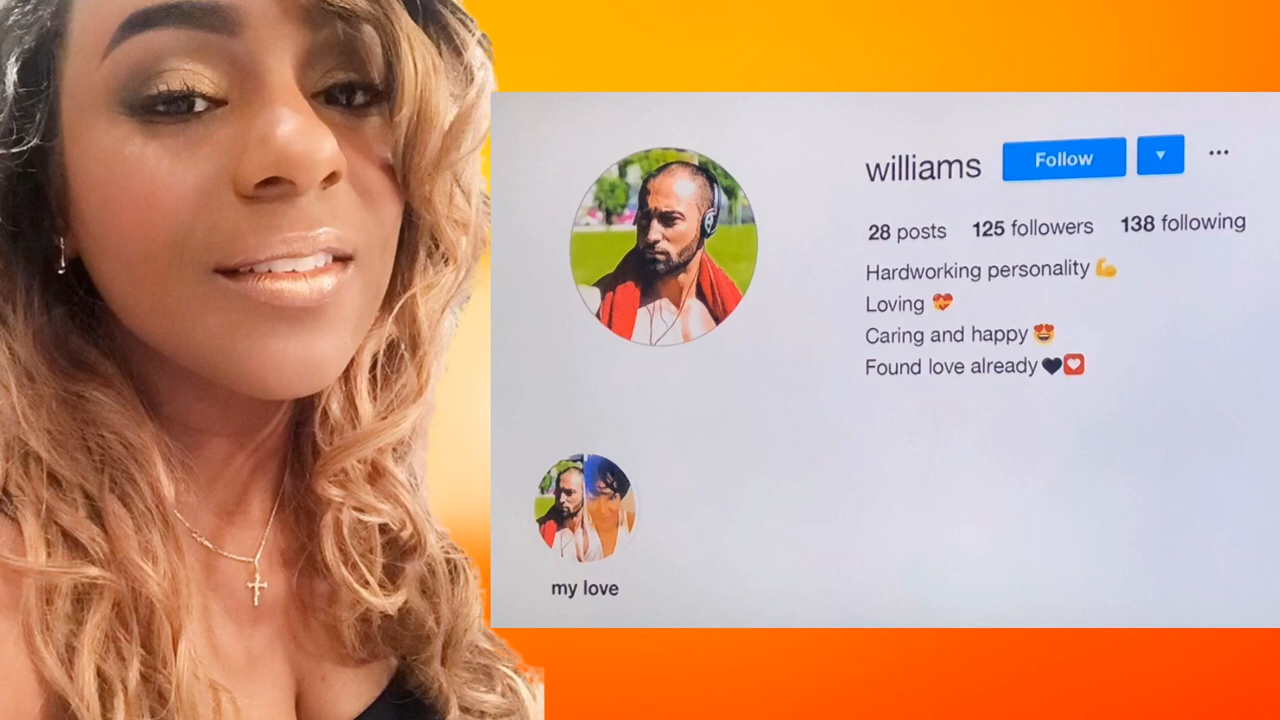 williams Follow ▼ ...
28 posts 125 followers 138 following
Hardworking personality 💪
Loving 💝
Caring and happy 😍
Found love already 🖤💟
my love